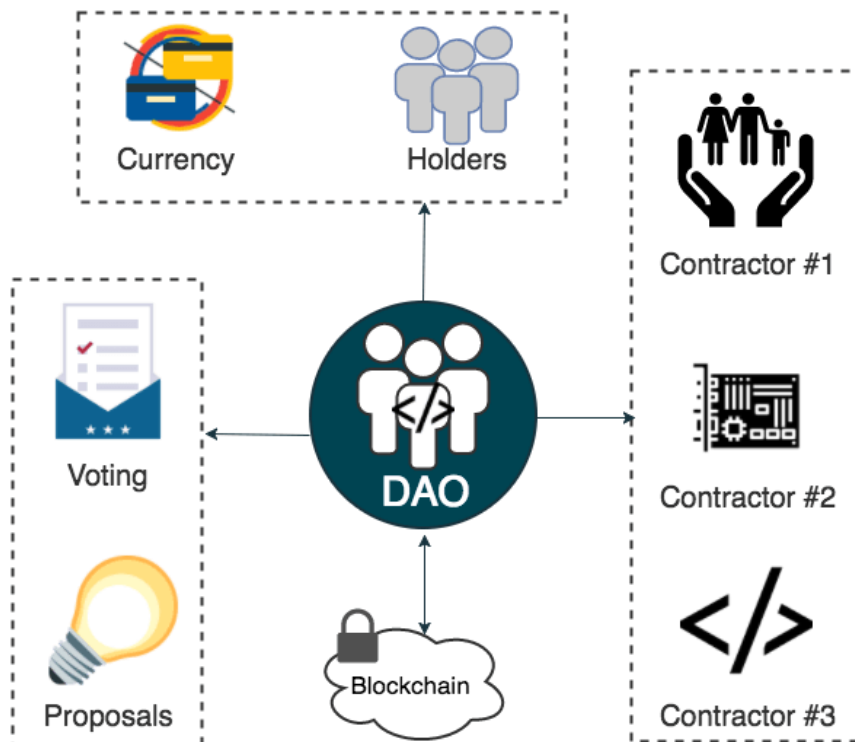 Currency
Holders
Contractor #1
Voting
</>
DAO
Contractor #2
Proposals
Blockchain
</>
Contractor #3